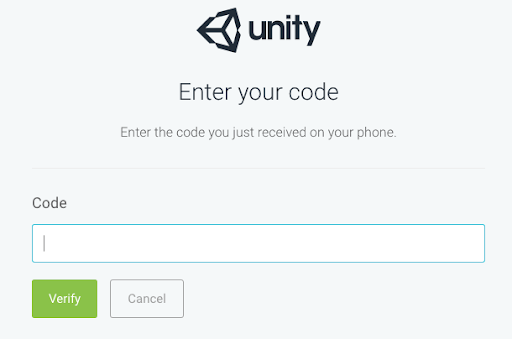 unity
Enter your code
Enter the code you just received on your phone.
Code
Verify Cancel